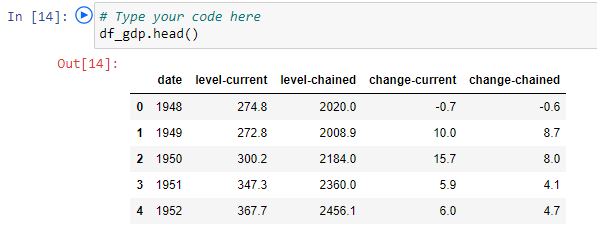 In [14]: # Type your code here
df_gdp.head()
Out[14]:
date level-current level-chained change-current change-chained
0 1948 274.8 2020.0 -0.7 -0.6
1 1949 272.8 2008.9 10.0 8.7
2 1950 300.2 2184.0 15.7 8.0
3 1951 347.3 2360.0 5.9 4.1
4 1952 367.7 2456.1 6.0 4.7